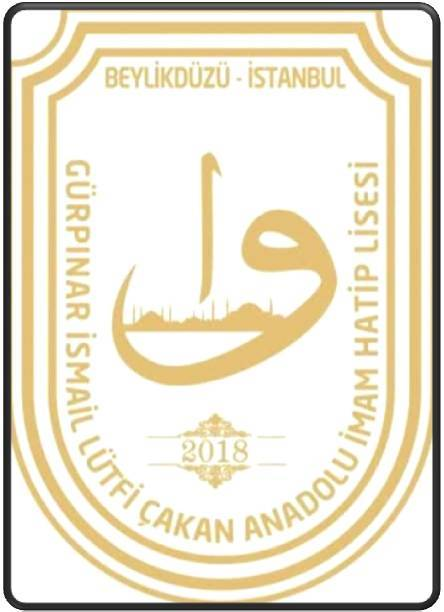 BEYLİKDÜZÜ - İSTANBUL
GÜRPINAR İSMAİL LÜTFİ ÇAKAN ANADOLU İMAM HATİP LİSESİ
ا و
2018